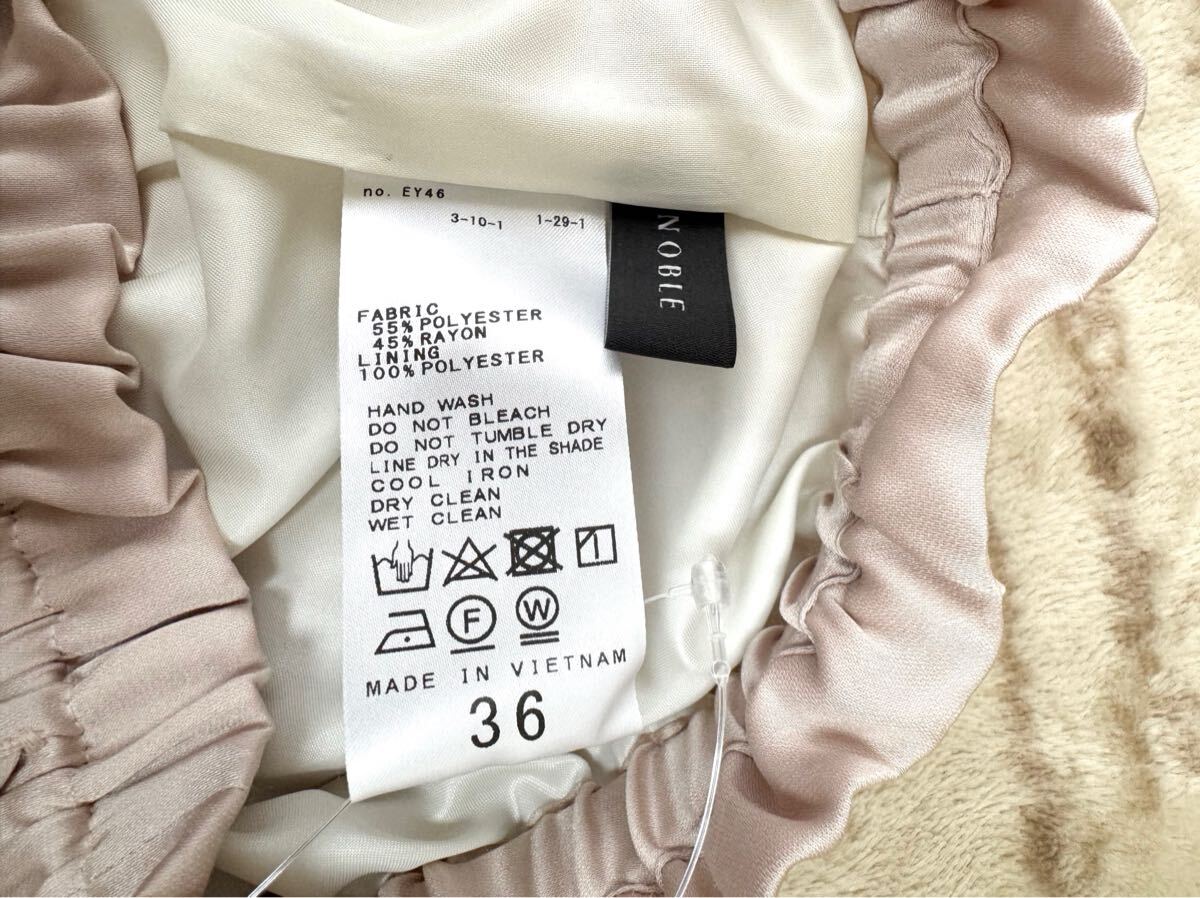 no. EY46
3-10-1 1-29-1
NOBLE
FABRIC
55% POLYESTER
45% RAYON
LINING
100% POLYESTER
HAND WASH
DO NOT BLEACH
DO NOT TUMBLE DRY
LINE DRY IN THE SHADE
COOL IRON
DRY CLEAN
WET CLEAN
F W
MADE IN VIETNAM
36